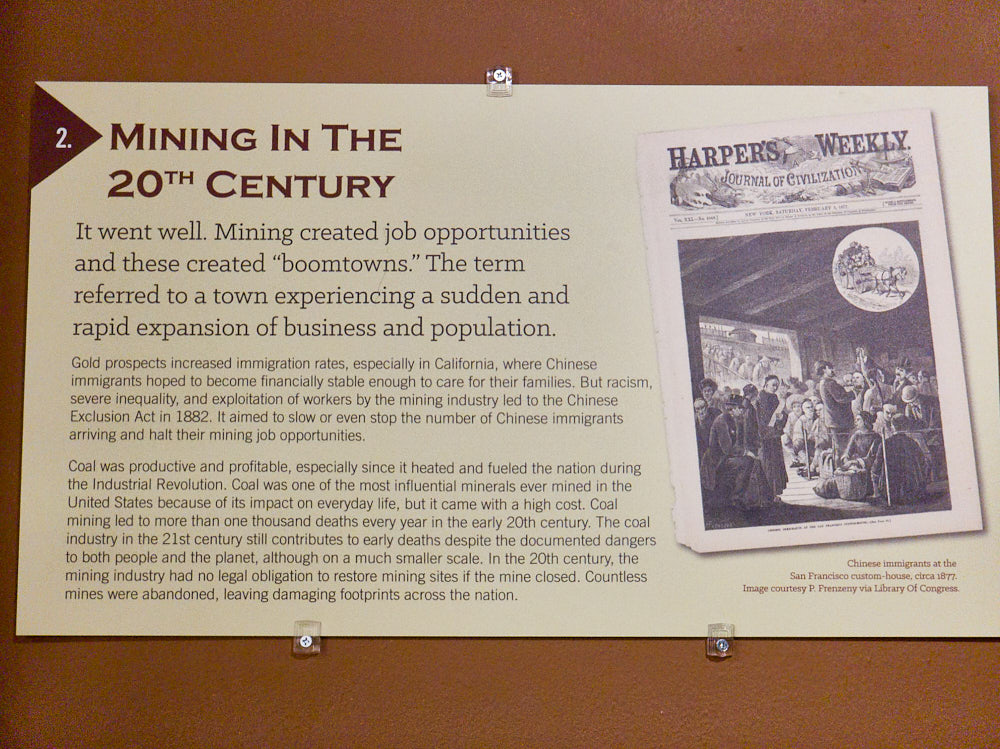 2.
MINING IN THE
20TH CENTURY
It went well. Mining created job opportunities
and these created “boomtowns.” The term
referred to a town experiencing a sudden and
rapid expansion of business and population.
Gold prospects increased immigration rates, especially in California, where Chinese
immigrants hoped to become financially stable enough to care for their families. But racism,
severe inequality, and exploitation of workers by the mining industry led to the Chinese
Exclusion Act in 1882. It aimed to slow or even stop the number of Chinese immigrants
arriving and halt their mining job opportunities.
Coal was productive and profitable, especially since it heated and fueled the nation during
the Industrial Revolution. Coal was one of the most influential minerals ever mined in the
United States because of its impact on everyday life, but it came with a high cost. Coal
mining led to more than one thousand deaths every year in the early 20th century. The coal
industry in the 21st century still contributes to early deaths despite the documented dangers
to both people and the planet, although on a much smaller scale. In the 20th century, the
mining industry had no legal obligation to restore mining sites if the mine closed. Countless
mines were abandoned, leaving damaging footprints across the nation.
HARPER'S WEEKLY.
JOURNAL OF CIVILIZATION
NEW YORK, SATURDAY, FEBRUARY 3, 1877.
CHINESE IMMIGRANTS AT THE SAN FRANCISCO CUSTOM-HOUSE.
Chinese immigrants at the
San Francisco custom-house, circa 1877.
Image courtesy P. Frenzeny via Library Of Congress.